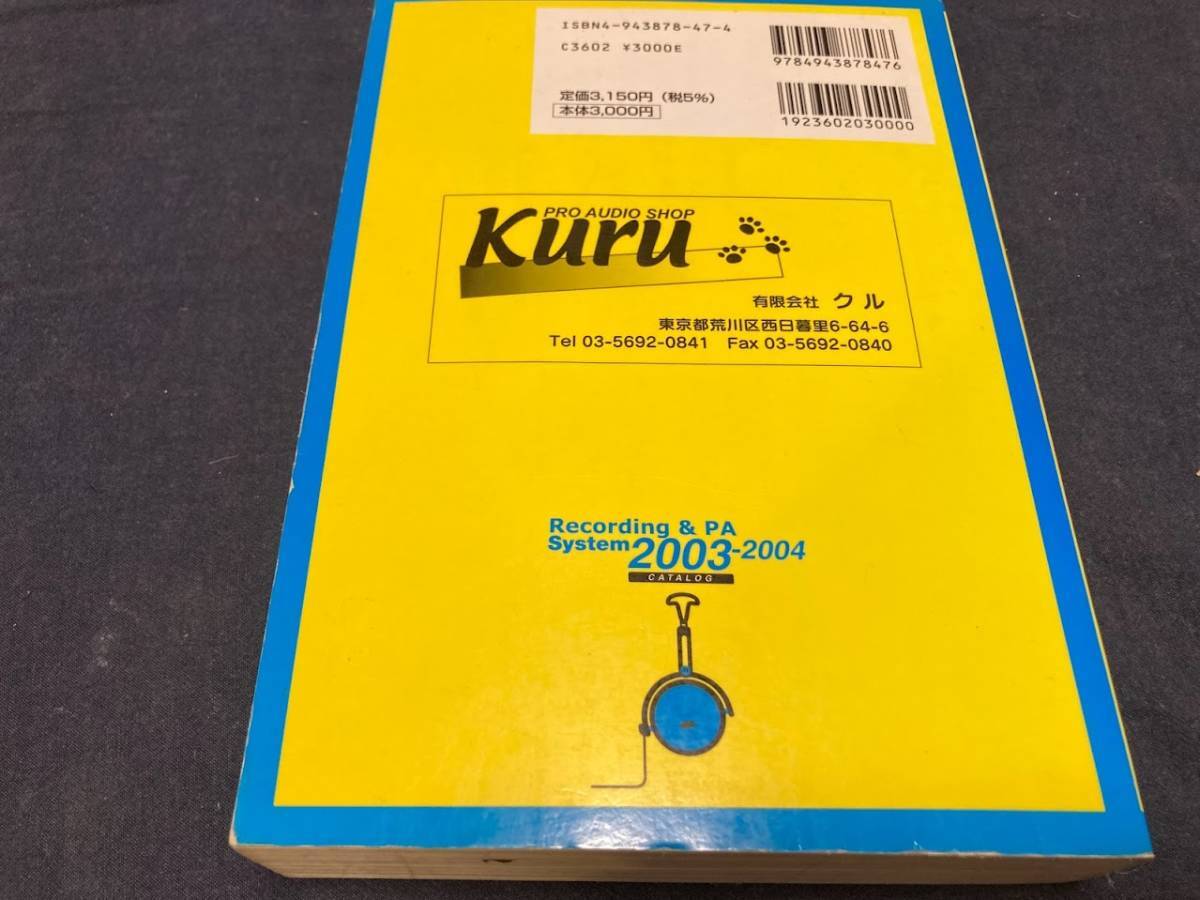 ISBN4-943878-47-4
C3602 ¥3000E
9784943878476
定価3,150円（税5%）
本体3,000円
1923602030000
PRO AUDIO SHOP
Kuru
有限会社 クル
東京都荒川区西日暮里6-64-6
Tel 03-5692-0841 Fax 03-5692-0840
Recording & PA
System 2003-2004
CATALOG